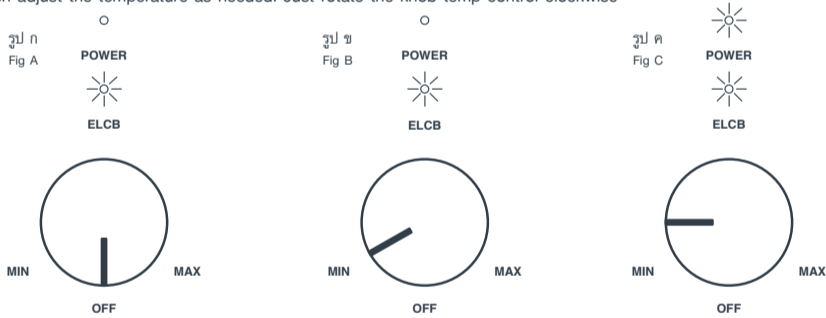 adjust the temperature as needed. Just rotate the knob temp control clockwise
รูป ก
Fig A
POWER
ELCB
MIN
MAX
OFF
รูป ข
Fig B
POWER
ELCB
MIN
MAX
OFF
รูป ค
Fig C
POWER
ELCB
MIN
MAX
OFF